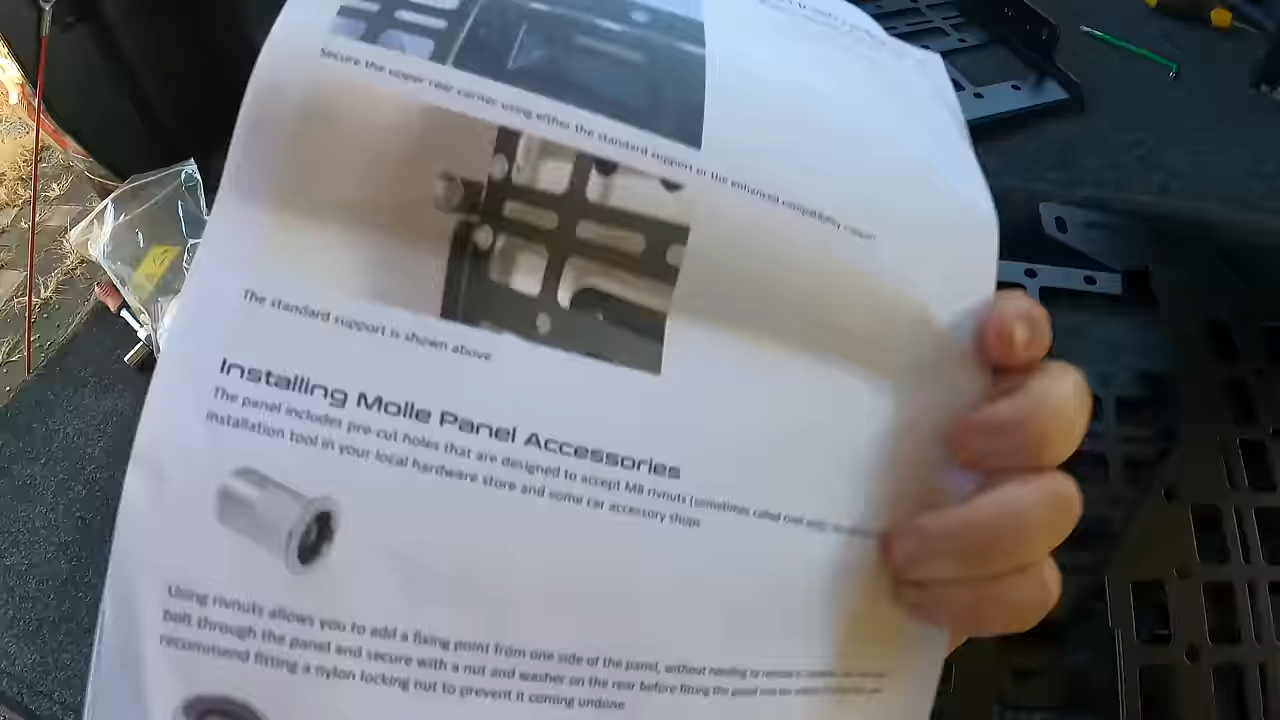 Secure the upper rear corner using either the standard support or the enhanced compatibility
The standard support is shown above
Installing Molle Panel Accessories
The panel includes pre-cut holes that are designed to accept M8 rivnuts (sometimes called
installation tool in your local hardware store and some car accessory shops
Using rivnuts allows you to add a fixing point from one side of the panel, without needing to
bolt through the panel and secure with a nut and washer on the rear before fitting the panel
recommend fitting a nylon locking nut to prevent it coming undone